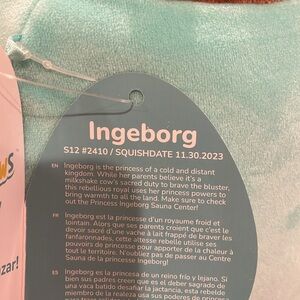 Ingeborg
S12 #2410 / SQUISHDATE 11.30.2023
EN Ingeborg is the princess of a cold and distant
kingdom. While her parents believe it's a
milkshake cow's sacred duty to brave the bluster,
this rebellious royal uses her princess powers to
bring warmth to all the land. Make sure to check
out the Princess Ingeborg Sauna Center!
FR Ingeborg est la princesse d'un royaume froid et
lointain. Alors que ses parents croient que c'est le
devoir sacré d'une vache à lait frappé de braver les
fanfaronnades, cette altesse rebelle utilise ses
pouvoirs de princesse pour apporter de la chaleur à
tout le territoire. N'oubliez pas de passer au Centre
Sauna de la princesse Ingeborg!
ES Ingeborg es la princesa de un reino frío y lejano. Si
bien sus padres creen que es el deber sagrado de
una vaca batido desafiar la jactancia, esta rebelde
miembro de la realeza usa sus poderes de princesa
ozar!